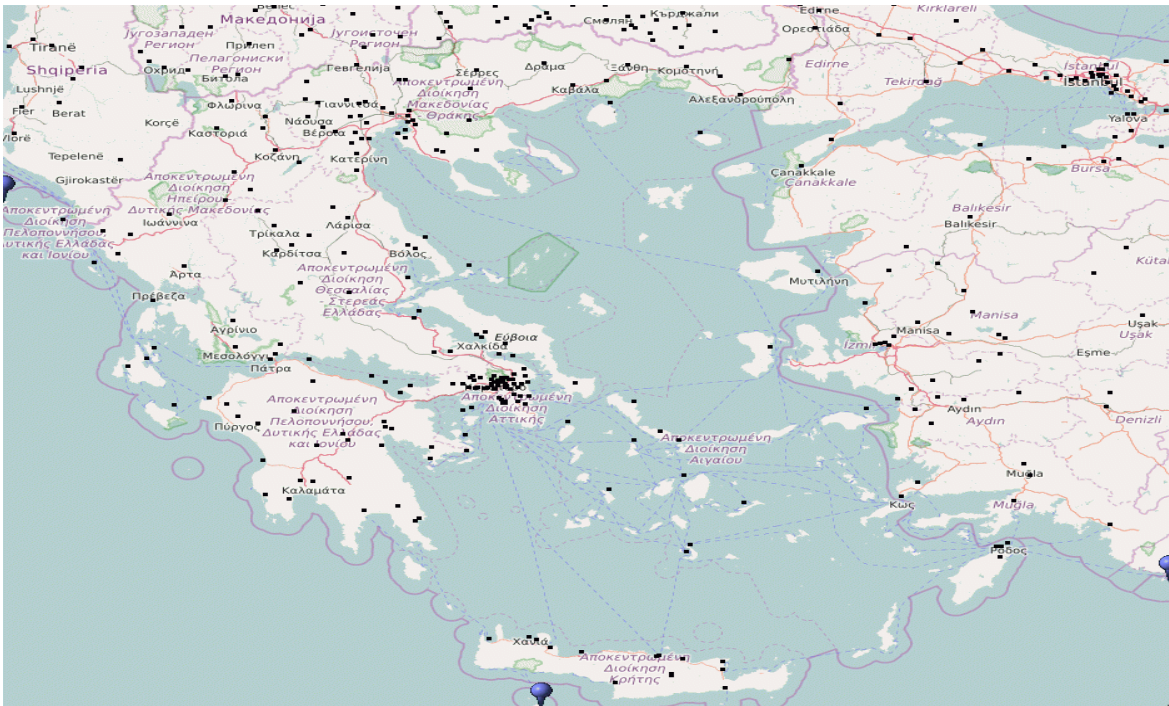 Македонија
Смолян
Кърджали
Edirne
Kirklareli
Ορεστιάδα
Југозападен
Регион
Југоисточен
Регион
Tiranë
Прилеп
Пелагониски
Регион
Shqipëria
Охрид
Битола
Гевгелија
Σέρρες
Δράμα
Ξάνθη
Κομοτηνή
Edirne
Tekirdağ
İstanbul
İstanbul
Lushnjë
Αποκεντρωμένη
Διοίκηση
Μακεδονίας
Θράκης
Καβάλα
Αλεξανδρούπολη
Fier
Berat
Φλώρινα
Γιαννιτσά
Korçë
Νάουσα
Yalova
Vlorë
Καστοριά
Βέροια
Tepelenë
Κοζάνη
Κατερίνη
Çanakkale
Çanakkale
Bursa
Gjirokastër
Αποκεντρωμένη
Διοίκηση
Ηπείρου
Δυτικής Μακεδονίας
Balıkesir
Balıkesir
Αποκεντρωμένη
Διοίκηση
Πελοποννήσου,
Δυτικής Ελλάδας
και Ιονίου
Ιωάννινα
Λάρισα
Τρίκαλα
Καρδίτσα
Βόλος
Küta
Άρτα
Αποκεντρωμένη
Διοίκηση
Θεσσαλίας
- Στερεάς
Ελλάδας
Μυτιλήνη
Πρέβεζα
Manisa
Manisa
Uşak
Uşak
Αγρίνιο
Εύβοια
Χαλκίδα
İzmi
Eşme
Μεσολόγγι
Πάτρα
Αποκεντρωμένη
Διοίκηση
Αττικής
Αποκεντρωμένη
Διοίκηση
Πελοποννήσου,
Δυτικής Ελλάδας
και Ιονίου
Πύργος
Aydın
Aydın
Denizli
Αποκεντρωμένη
Διοίκηση
Αιγαίου
Καλαμάτα
Muğla
Muğla
Κως
Ρόδος
Χανιά
Αποκεντρωμένη
Διοίκηση
Κρήτης